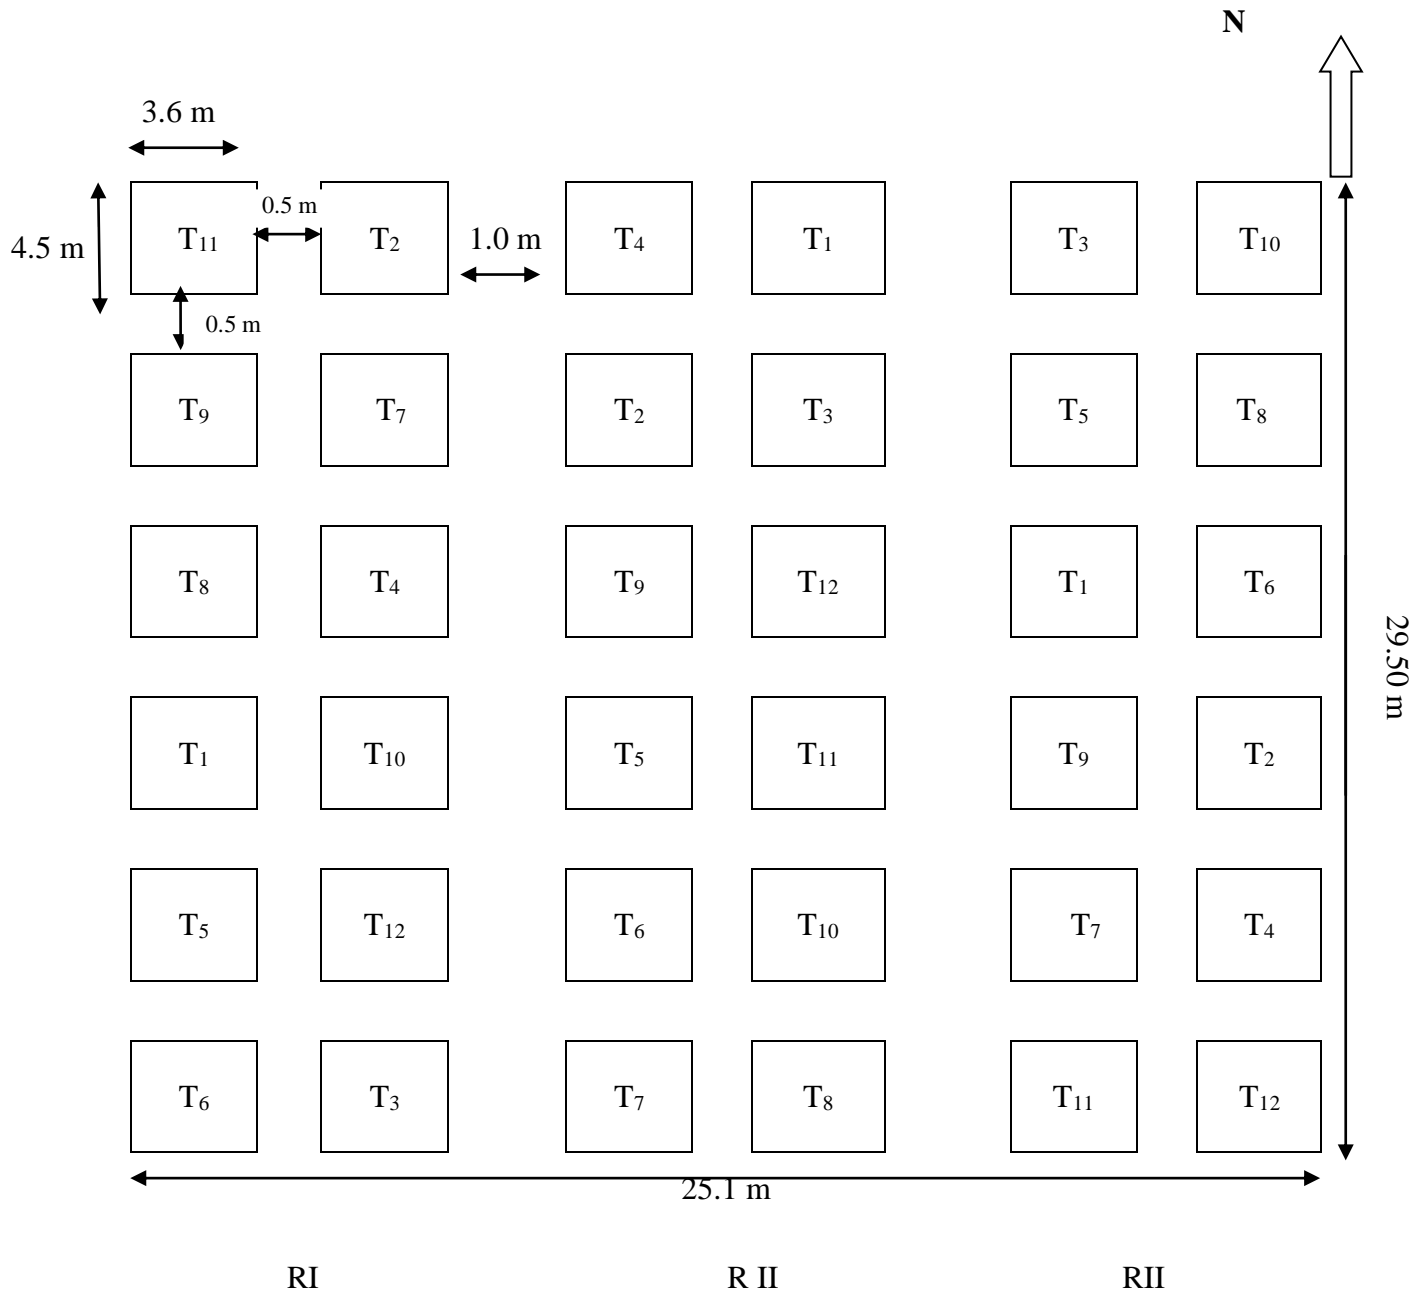 N
3.6 m
0.5 m
4.5 m
1.0 m
T₁₁ T₂ T₄ T₁ T₃ T₁₀
0.5 m
T₉ T₇ T₂ T₃ T₅ T₈
T₈ T₄ T₉ T₁₂ T₁ T₆
29.50 m
T₁ T₁₀ T₅ T₁₁ T₉ T₂
T₅ T₁₂ T₆ T₁₀ T₇ T₄
T₆ T₃ T₇ T₈ T₁₁ T₁₂
25.1 m
RI R II RII